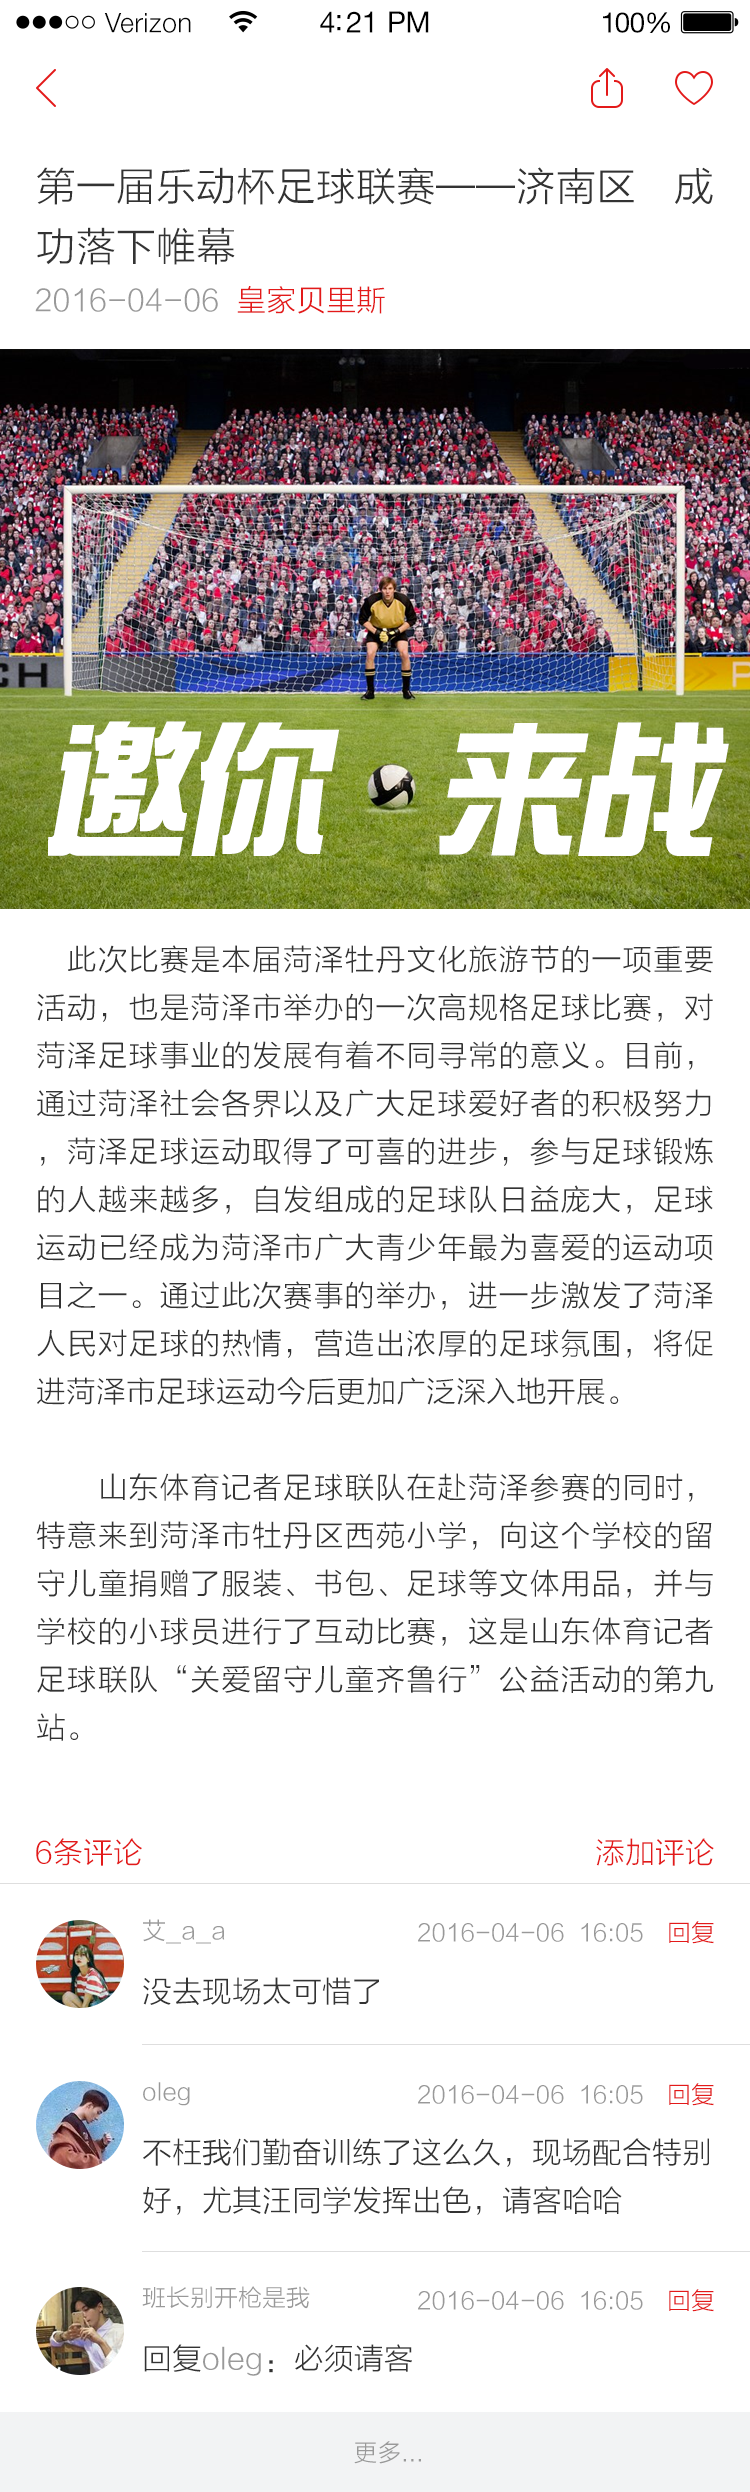 Verizon 4:21 PM 100%
第一届乐动杯足球联赛——济南区　成
功落下帷幕
2016-04-06 皇家贝里斯
CH
邀你 来战
此次比赛是本届菏泽牡丹文化旅游节的一项重要
活动，也是菏泽市举办的一次高规格足球比赛，对
菏泽足球事业的发展有着不同寻常的意义。目前，
通过菏泽社会各界以及广大足球爱好者的积极努力
，菏泽足球运动取得了可喜的进步，参与足球锻炼
的人越来越多，自发组成的足球队日益庞大，足球
运动已经成为菏泽市广大青少年最为喜爱的运动项
目之一。通过此次赛事的举办，进一步激发了菏泽
人民对足球的热情，营造出浓厚的足球氛围，将促
进菏泽市足球运动今后更加广泛深入地开展。
山东体育记者足球联队在赴菏泽参赛的同时，
特意来到菏泽市牡丹区西苑小学，向这个学校的留
守儿童捐赠了服装、书包、足球等文体用品，并与
学校的小球员进行了互动比赛，这是山东体育记者
足球联队“关爱留守儿童齐鲁行”公益活动的第九
站。
6条评论 添加评论
艾_a_a 2016-04-06 16:05 回复
没去现场太可惜了
oleg 2016-04-06 16:05 回复
不枉我们勤奋训练了这么久，现场配合特别
好，尤其汪同学发挥出色，请客哈哈
班长别开枪是我 2016-04-06 16:05 回复
回复oleg：必须请客
更多...